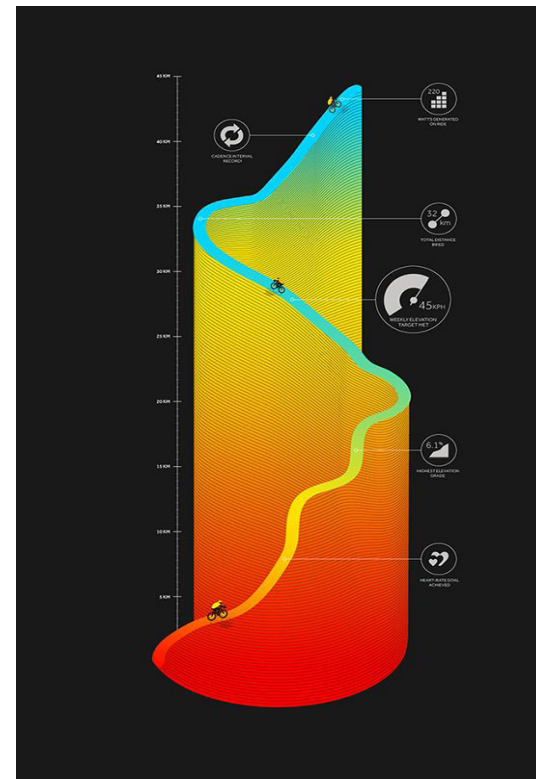 45 KM
220
WATTS GENERATED
ON RIDE
40 KM
CADENCE INTERVAL
RECORD!
35 KM
32
km
TOTAL DISTANCE
BIKED
30 KM
45KPH
WEEKLY ELEVATION
TARGET MET
25 KM
20 KM
6.1%
HIGHEST ELEVATION
GRADE
15 KM
10 KM
HEART-RATE GOAL
ACHIEVED
5 KM